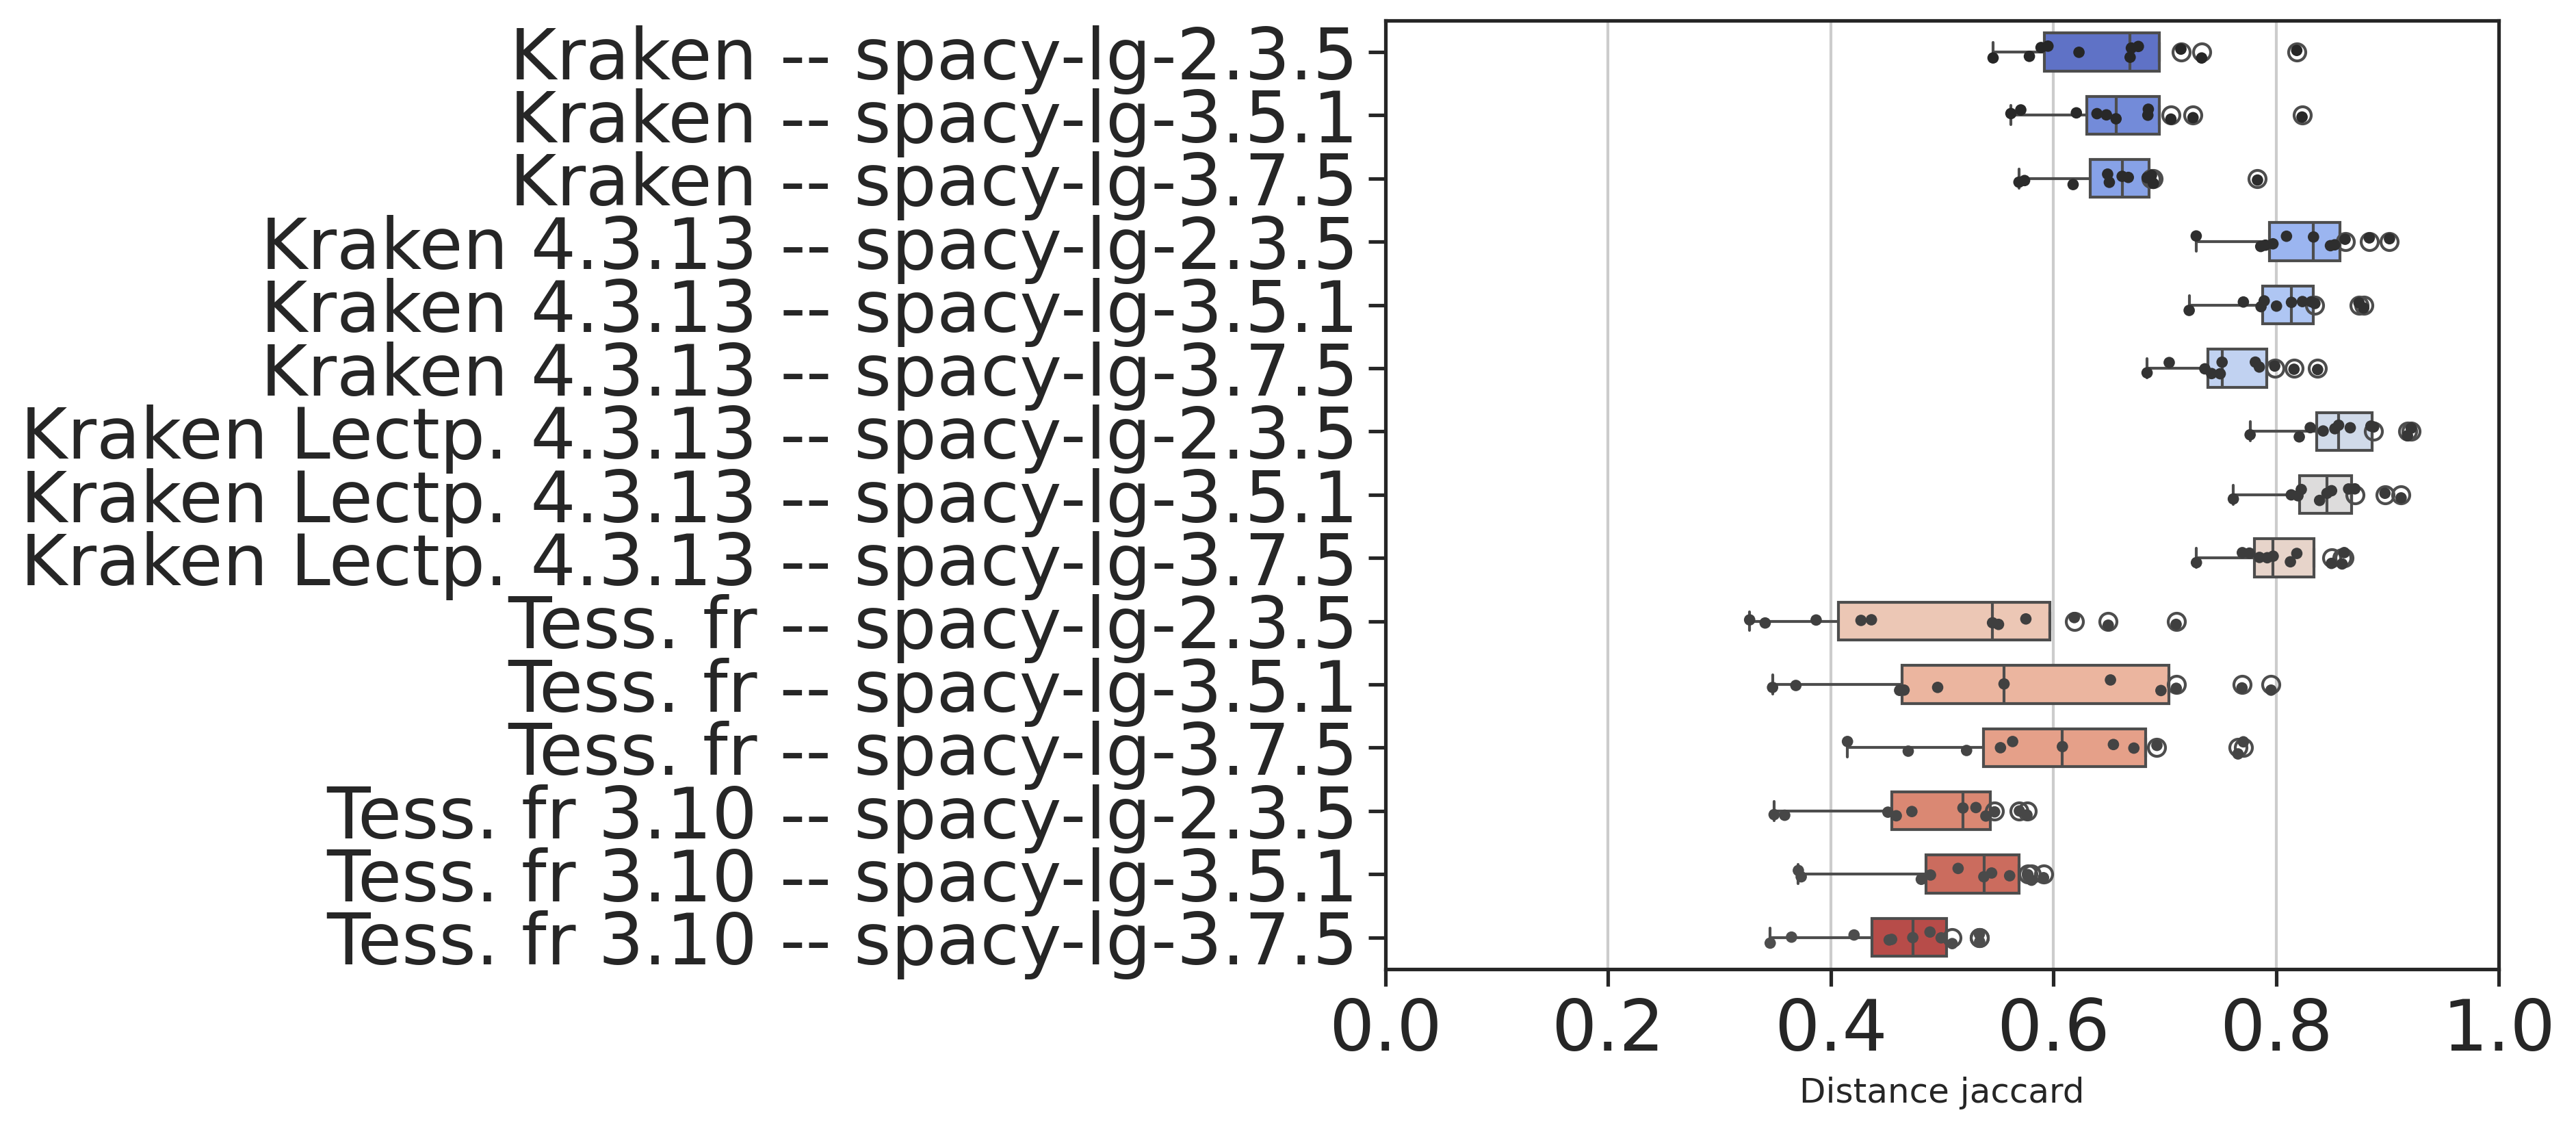 Kraken -- spacy-lg-2.3.5
Kraken -- spacy-lg-3.5.1
Kraken -- spacy-lg-3.7.5
Kraken 4.3.13 -- spacy-lg-2.3.5
Kraken 4.3.13 -- spacy-lg-3.5.1
Kraken 4.3.13 -- spacy-lg-3.7.5
Kraken Lectp. 4.3.13 -- spacy-lg-2.3.5
Kraken Lectp. 4.3.13 -- spacy-lg-3.5.1
Kraken Lectp. 4.3.13 -- spacy-lg-3.7.5
Tess. fr -- spacy-lg-2.3.5
Tess. fr -- spacy-lg-3.5.1
Tess. fr -- spacy-lg-3.7.5
Tess. fr 3.10 -- spacy-lg-2.3.5
Tess. fr 3.10 -- spacy-lg-3.5.1
Tess. fr 3.10 -- spacy-lg-3.7.5
0.0 0.2 0.4 0.6 0.8 1.0
Distance jaccard